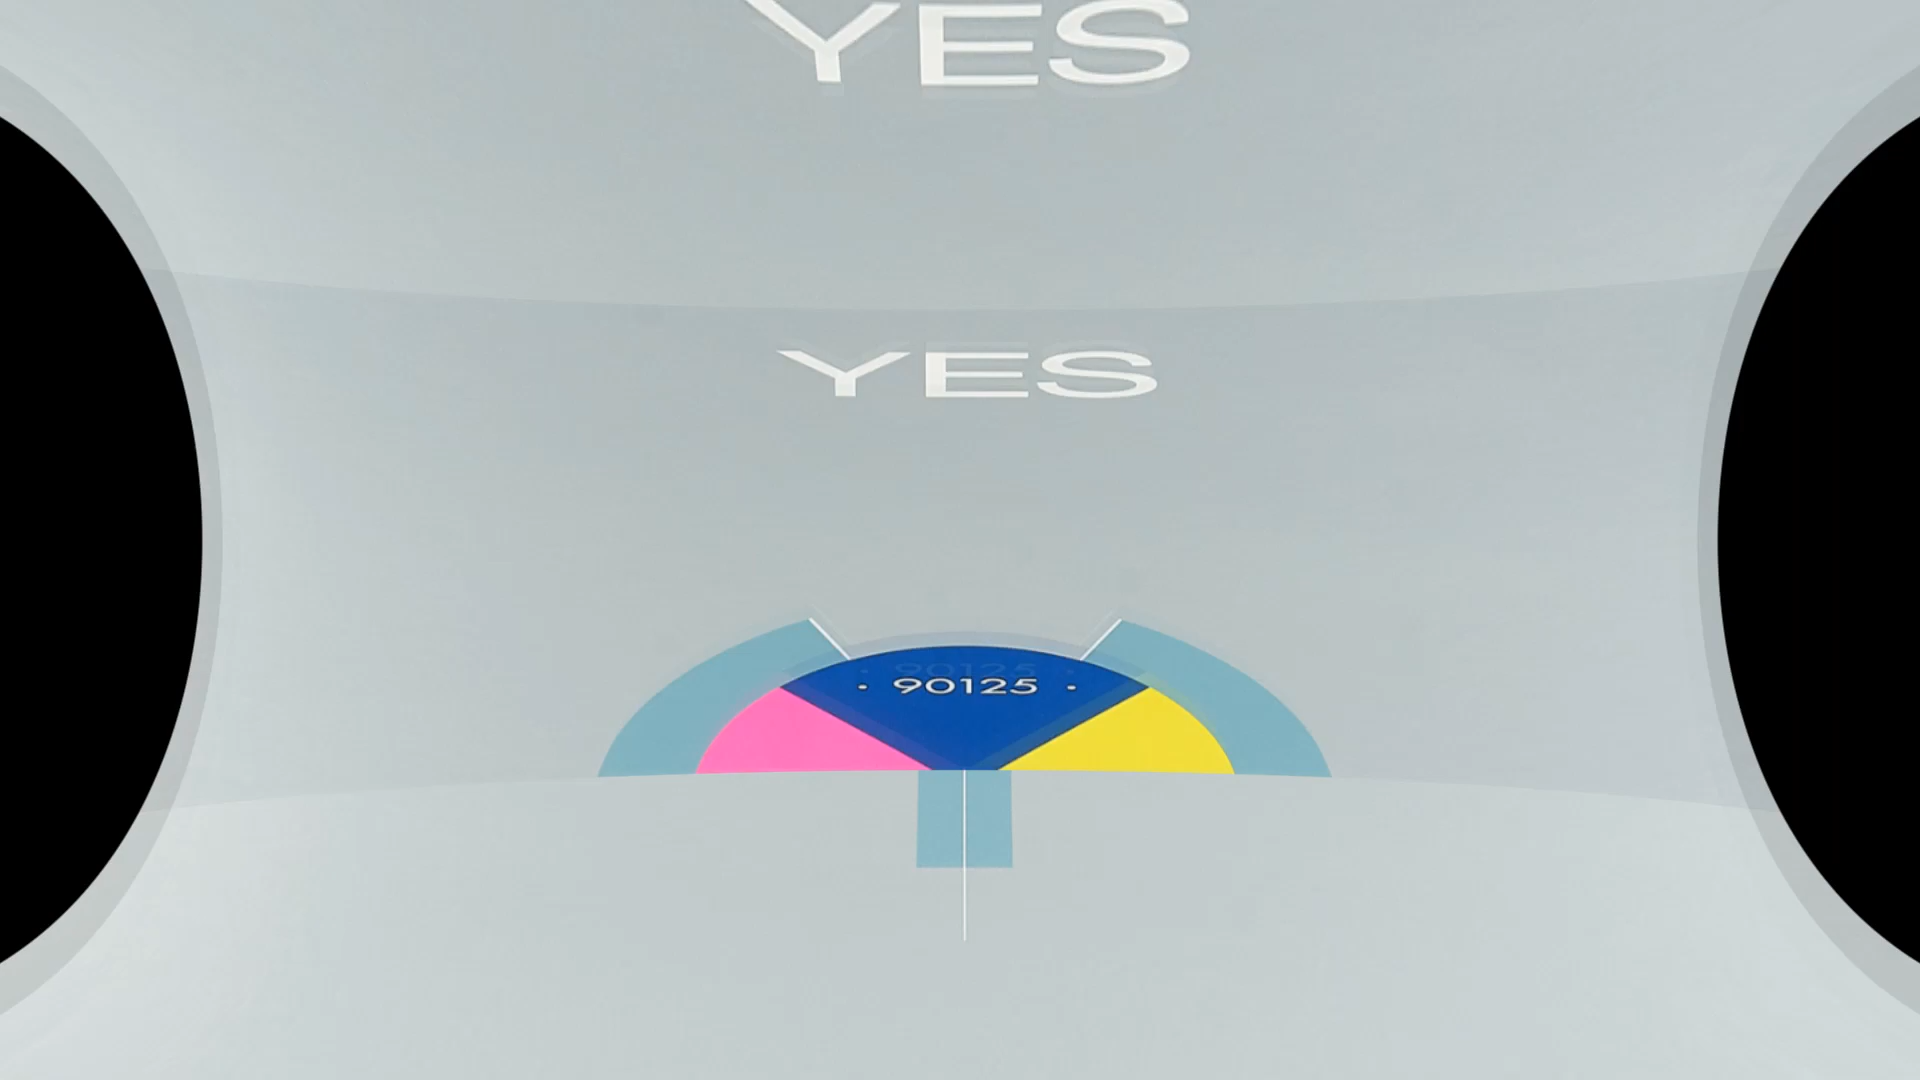 YES
YES
• 90125 •